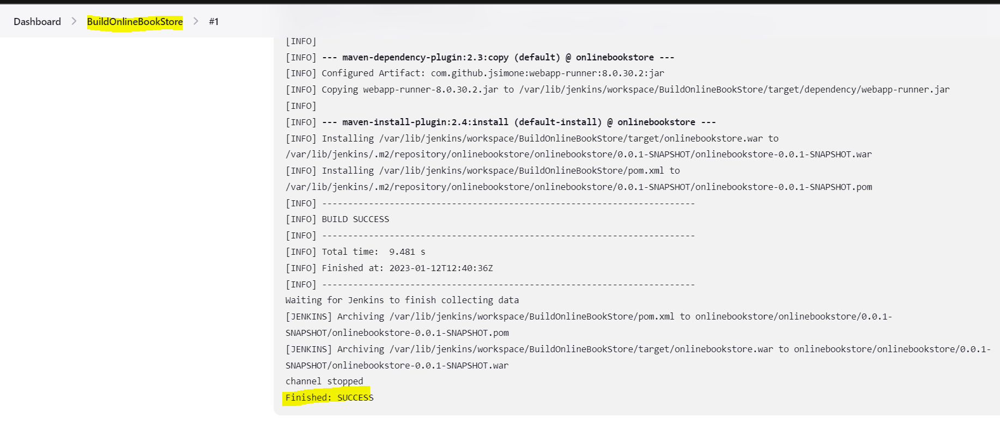 Dashboard > BuildOnlineBookStore > #1
[INFO]
[INFO] --- maven-dependency-plugin:2.3:copy (default) @ onlinebookstore ---
[INFO] Configured Artifact: com.github.jsimone:webapp-runner:8.0.30.2:jar
[INFO] Copying webapp-runner-8.0.30.2.jar to /var/lib/jenkins/workspace/BuildOnlineBookStore/target/dependency/webapp-runner.jar
[INFO]
[INFO] --- maven-install-plugin:2.4:install (default-install) @ onlinebookstore ---
[INFO] Installing /var/lib/jenkins/workspace/BuildOnlineBookStore/target/onlinebookstore.war to
/var/lib/jenkins/.m2/repository/onlinebookstore/onlinebookstore/0.0.1-SNAPSHOT/onlinebookstore-0.0.1-SNAPSHOT.war
[INFO] Installing /var/lib/jenkins/workspace/BuildOnlineBookStore/pom.xml to
/var/lib/jenkins/.m2/repository/onlinebookstore/onlinebookstore/0.0.1-SNAPSHOT/onlinebookstore-0.0.1-SNAPSHOT.pom
[INFO] ------------------------------------------------------------------------
[INFO] BUILD SUCCESS
[INFO] ------------------------------------------------------------------------
[INFO] Total time:  9.481 s
[INFO] Finished at: 2023-01-12T12:40:36Z
[INFO] ------------------------------------------------------------------------
Waiting for Jenkins to finish collecting data
[JENKINS] Archiving /var/lib/jenkins/workspace/BuildOnlineBookStore/pom.xml to onlinebookstore/onlinebookstore/0.0.1-
SNAPSHOT/onlinebookstore-0.0.1-SNAPSHOT.pom
[JENKINS] Archiving /var/lib/jenkins/workspace/BuildOnlineBookStore/target/onlinebookstore.war to onlinebookstore/onlinebookstore/0.0.1-
SNAPSHOT/onlinebookstore-0.0.1-SNAPSHOT.war
channel stopped
Finished: SUCCESS